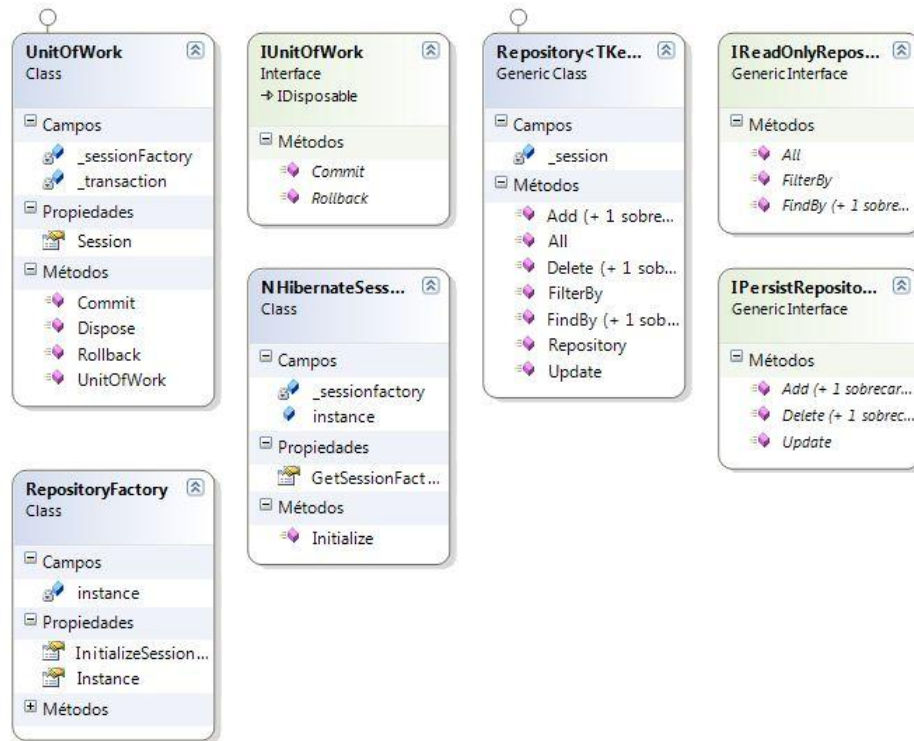 UnitOfWork
Class
Campos
_sessionFactory
_transaction
Propiedades
Session
Métodos
Commit
Dispose
Rollback
UnitOfWork
IUnitOfWork
Interface
IDisposable
Métodos
Commit
Rollback
Repository<TKe...
Generic Class
Campos
_session
Métodos
Add (+ 1 sobre...
All
Delete (+ 1 sob...
FilterBy
FindBy (+ 1 sob...
Repository
Update
IReadOnlyRepos...
Generic Interface
Métodos
All
FilterBy
FindBy (+ 1 sobre...
NHibernateSess...
Class
Campos
_sessionfactory
instance
Propiedades
GetSessionFact...
Métodos
Initialize
IPersistReposito...
Generic Interface
Métodos
Add (+ 1 sobrecar...
Delete (+ 1 sobrec...
Update
RepositoryFactory
Class
Campos
instance
Propiedades
InitializeSession...
Instance
Métodos